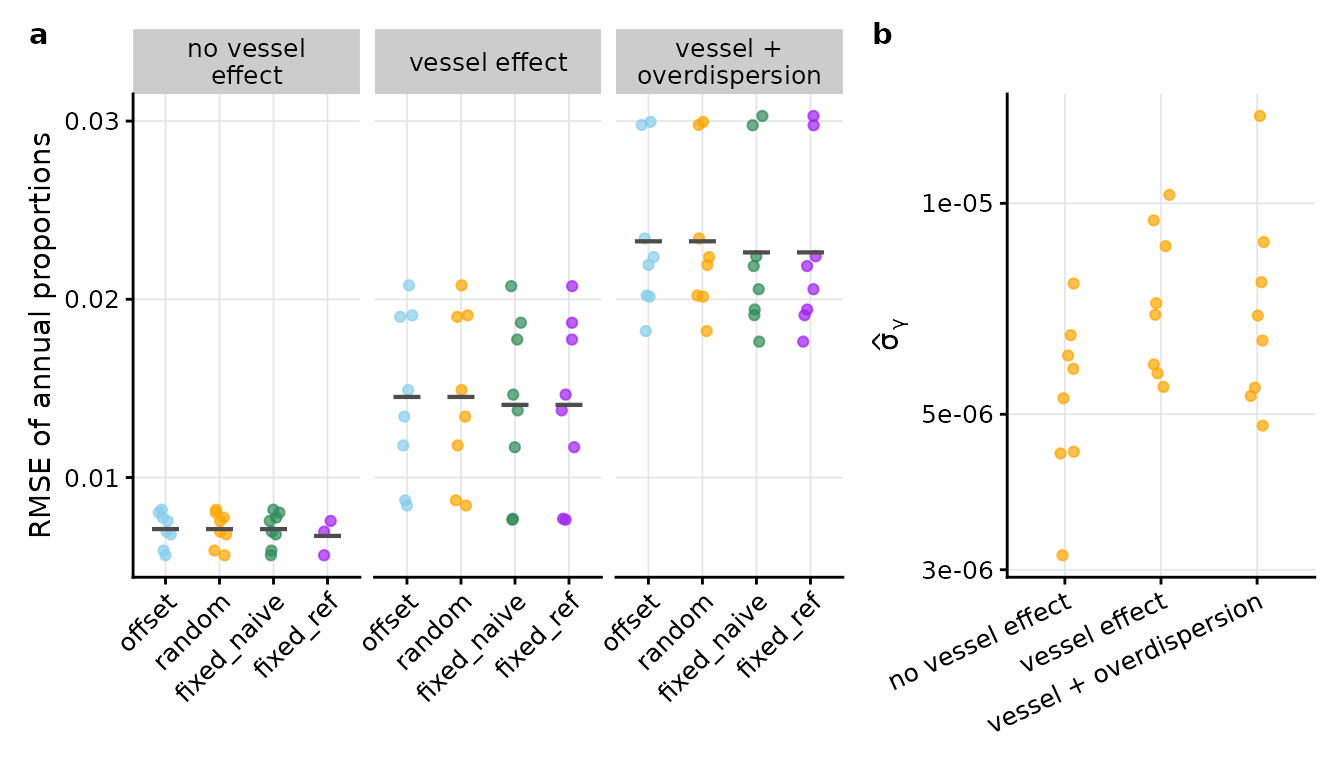 a
no vessel
effect
vessel effect
vessel +
overdispersion
RMSE of annual proportions
0.03
0.02
0.01
offset
random
fixed_naive
fixed_ref
offset
random
fixed_naive
fixed_ref
offset
random
fixed_naive
fixed_ref
b
σ̂γ
1e-05
5e-06
3e-06
no vessel effect
vessel effect
vessel + overdispersion